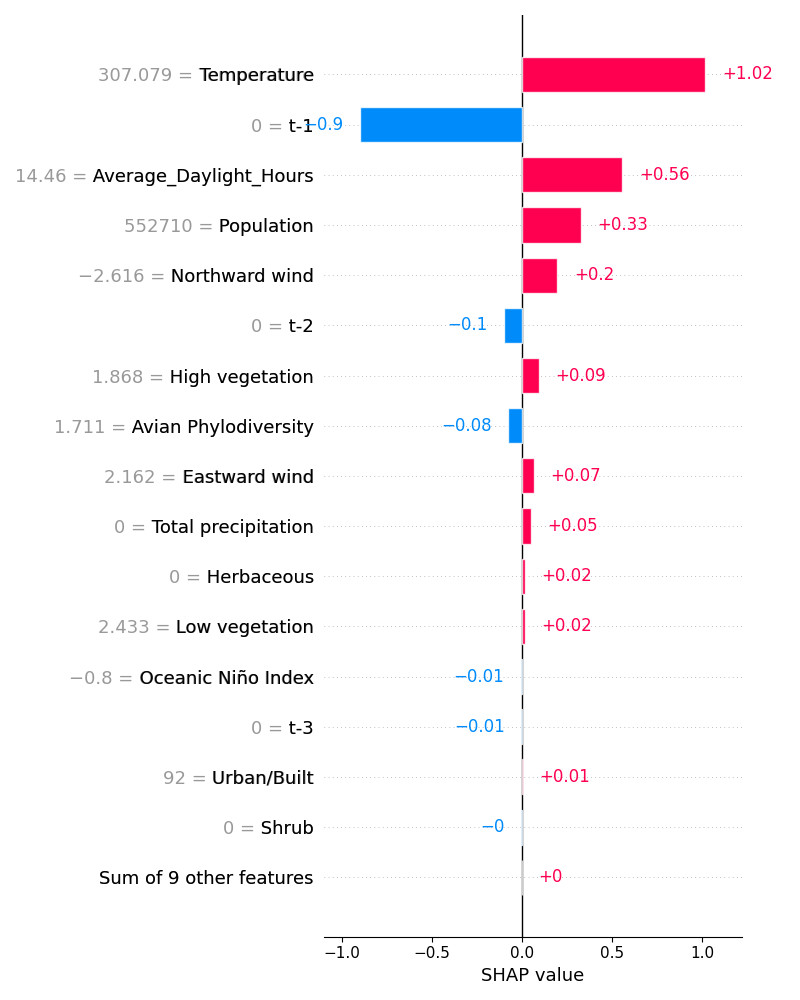 307.079 = Temperature +1.02
0 = t-1 −0.9
14.46 = Average_Daylight_Hours +0.56
552710 = Population +0.33
−2.616 = Northward wind +0.2
0 = t-2 −0.1
1.868 = High vegetation +0.09
1.711 = Avian Phylodiversity −0.08
2.162 = Eastward wind +0.07
0 = Total precipitation +0.05
0 = Herbaceous +0.02
2.433 = Low vegetation +0.02
−0.8 = Oceanic Niño Index −0.01
0 = t-3 −0.01
92 = Urban/Built +0.01
0 = Shrub −0
Sum of 9 other features +0
−1.0 −0.5 0.0 0.5 1.0
SHAP value